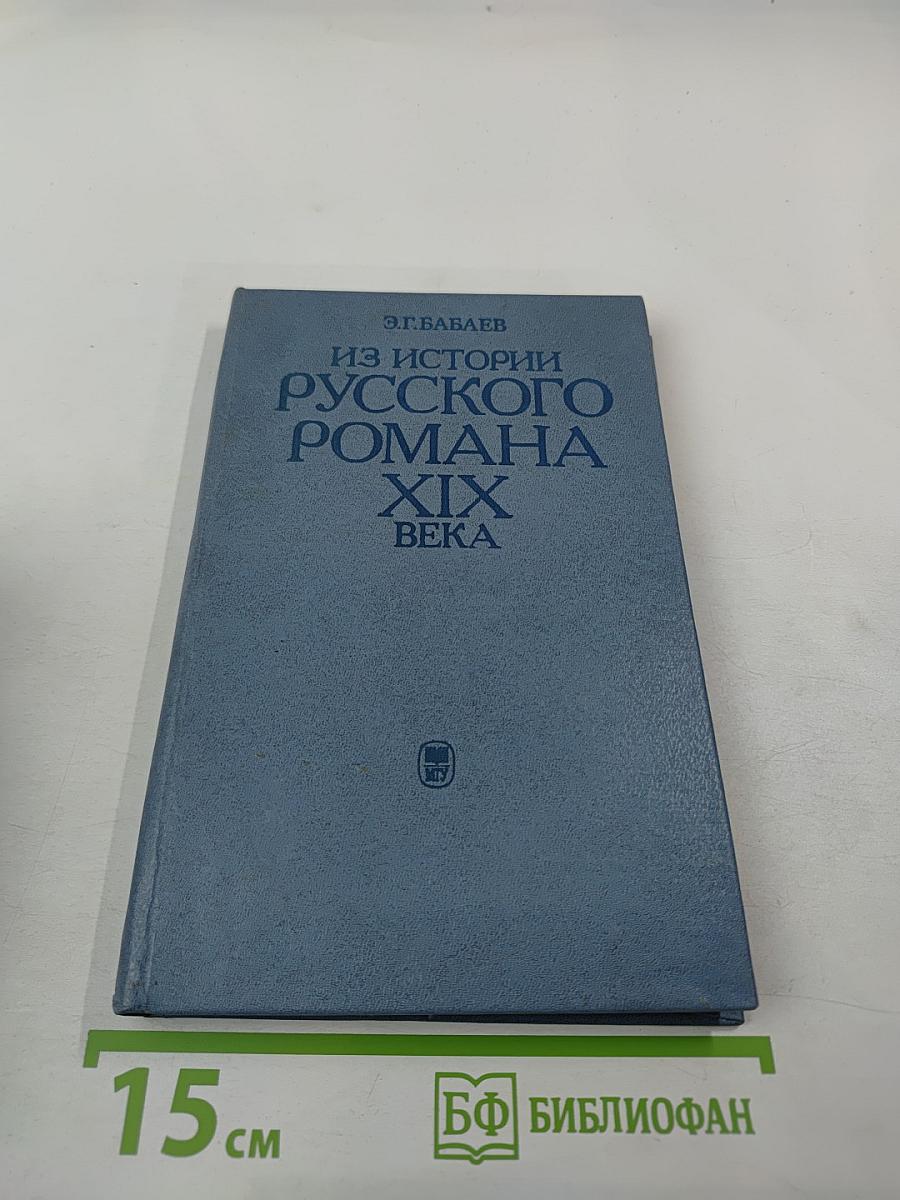 Э.Г.БАБАЕВ
ИЗ ИСТОРИИ
РУССКОГО
РОМАНА
XIX
ВЕКА
МГУ
15 см
БФ БИБЛИОФАН